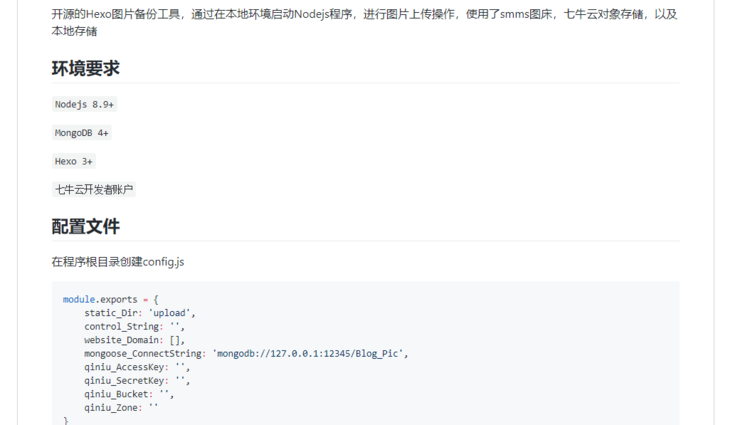 开源的Hexo图片备份工具，通过在本地环境启动Nodejs程序，进行图片上传操作，使用了smms图床，七牛云对象存储，以及
本地存储
环境要求
Nodejs 8.9+
MongoDB 4+
Hexo 3+
七牛云开发者账户
配置文件
在程序根目录创建config.js
module.exports = {
    static_Dir: 'upload',
    control_String: '',
    website_Domain: [],
    mongoose_ConnectString: 'mongodb://127.0.0.1:12345/Blog_Pic',
    qiniu_AccessKey: '',
    qiniu_SecretKey: '',
    qiniu_Bucket: '',
    qiniu_Zone: ''
}